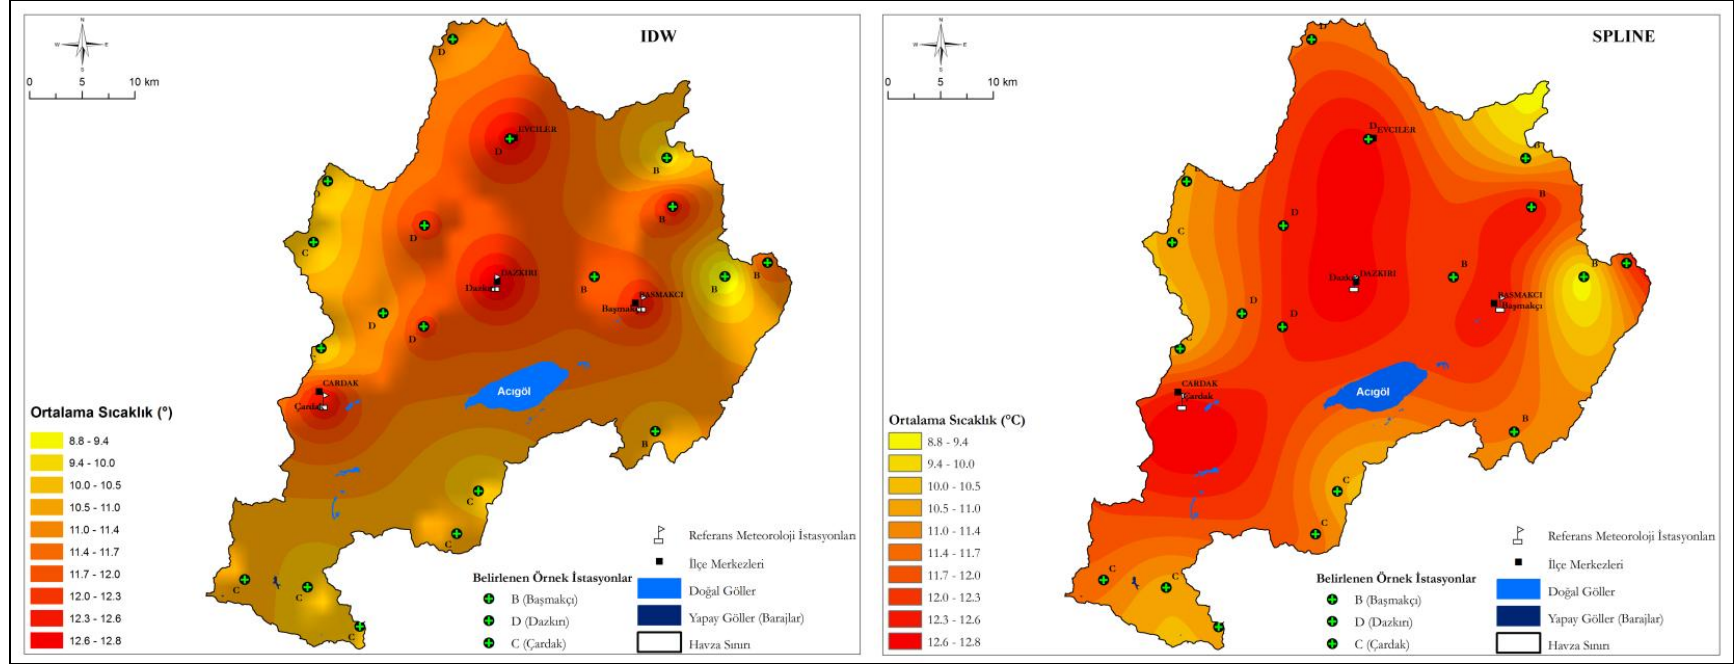 IDW
N
W
E
S
0 5 10 km
D
EVCILER
D
B
B
D
C
D
DAZKIRI
Dazkırı
B
BASMAKCI
Başmakçı
B
B
D
D
C
CARDAK
Çardak
Acıgöl
B
C
C
C
C
C
Ortalama Sıcaklık (°)
8.8 - 9.4
9.4 - 10.0
10.0 - 10.5
10.5 - 11.0
11.0 - 11.4
11.4 - 11.7
11.7 - 12.0
12.0 - 12.3
12.3 - 12.6
12.6 - 12.8
Belirlenen Örnek İstasyonlar
B (Başmakçı)
D (Dazkırı)
C (Çardak)
Referans Meteoroloji İstasyonları
İlçe Merkezleri
Doğal Göller
Yapay Göller (Barajlar)
Havza Sınırı
SPLINE
N
W
E
S
0 5 10 km
D
D
EVCILER
B
B
D
C
DAZKIRI
Dazkırı
B
BASMAKCI
Başmakçı
B
D
D
C
CARDAK
Çardak
Acıgöl
B
C
C
C
C
C
Ortalama Sıcaklık (°C)
8.8 - 9.4
9.4 - 10.0
10.0 - 10.5
10.5 - 11.0
11.0 - 11.4
11.4 - 11.7
11.7 - 12.0
12.0 - 12.3
12.3 - 12.6
12.6 - 12.8
Belirlenen Örnek İstasyonlar
B (Başmakçı)
D (Dazkırı)
C (Çardak)
Referans Meteoroloji İstasyonları
İlçe Merkezleri
Doğal Göller
Yapay Göller (Barajlar)
Havza Sınırı